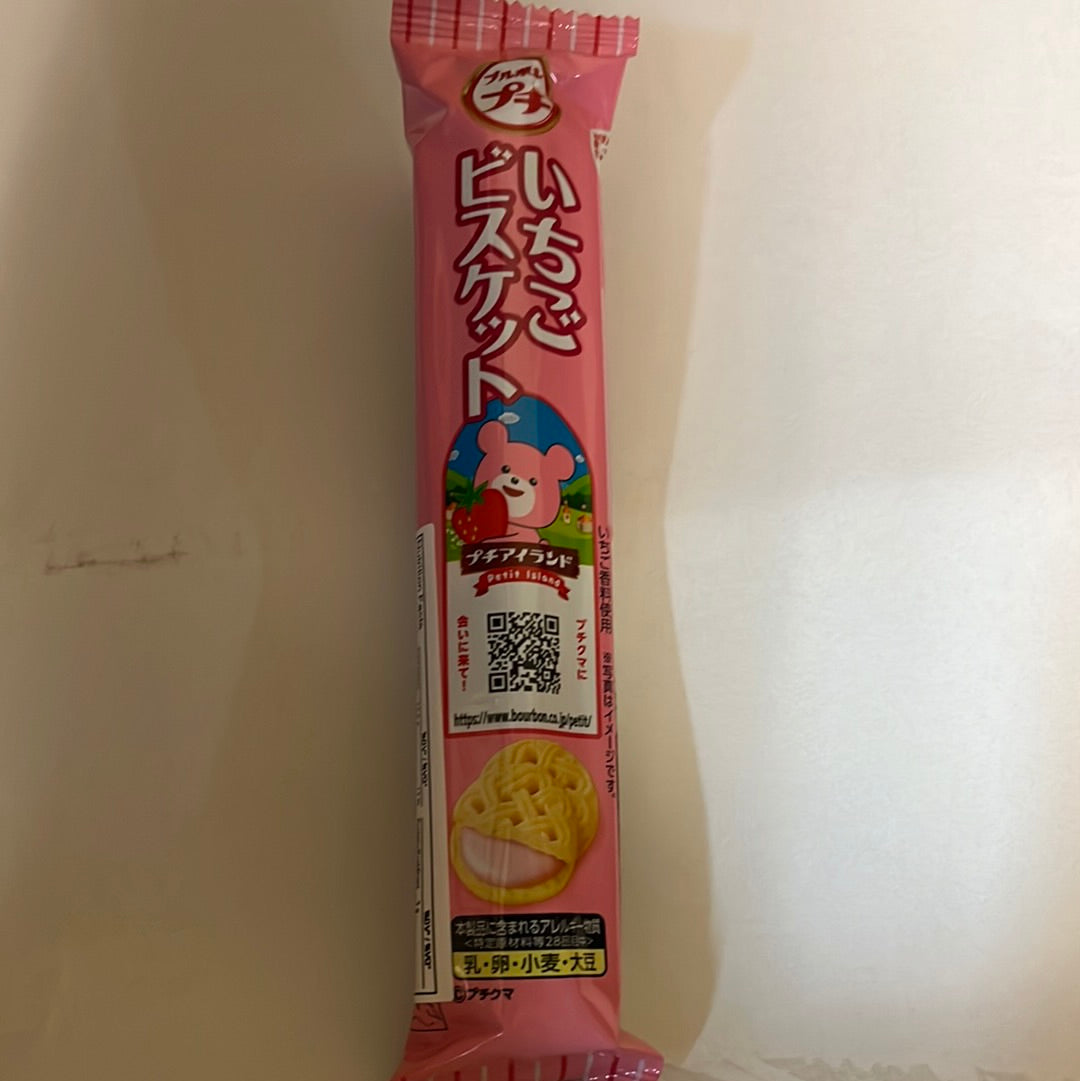 ブルボン
プチ
いちご
ビスケット
プチアイランド
Petit Island
プチクマに
会いに来て!
https://www.bourbon.co.jp/petit/
いちご香料使用 ※写真はイメージです。
本製品に含まれるアレルギー物質
<特定原材料等28品目中>
乳・卵・小麦・大豆
©プチクマ